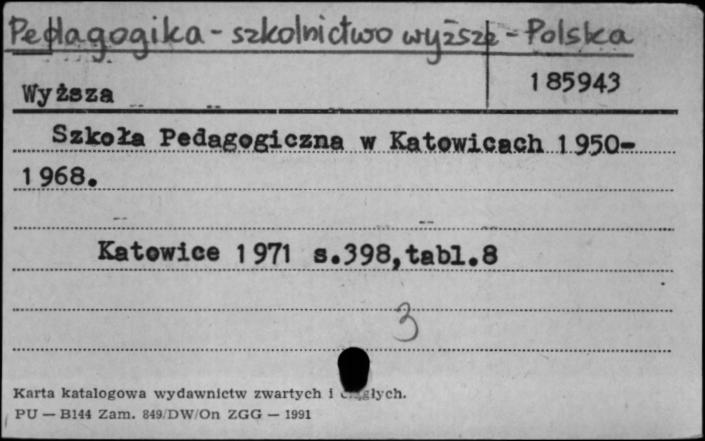 Pedagogika - szkolnictwo wyższe - Polska
185943
Wyższa
Szkoła Pedagogiczna w Katowicach 1950-
1968.
Katowice 1971 s.398,tabl.8
3
Karta katalogowa wydawnictw zwartych i ciągłych.
PU — B144 Zam. 849/DW/On ZGG — 1991